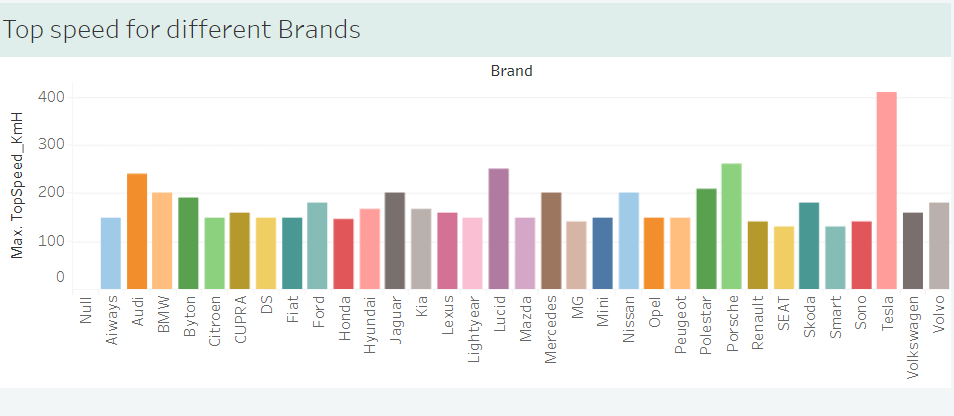 Top speed for different Brands
Brand
Max. TopSpeed_KmH
400
300
200
100
0
Null
Aiways
Audi
BMW
Byton
Citroen
CUPRA
DS
Fiat
Ford
Honda
Hyundai
Jaguar
Kia
Lexus
Lightyear
Lucid
Mazda
Mercedes
MG
Mini
Nissan
Opel
Peugeot
Polestar
Porsche
Renault
SEAT
Skoda
Smart
Sono
Tesla
Volkswagen
Volvo